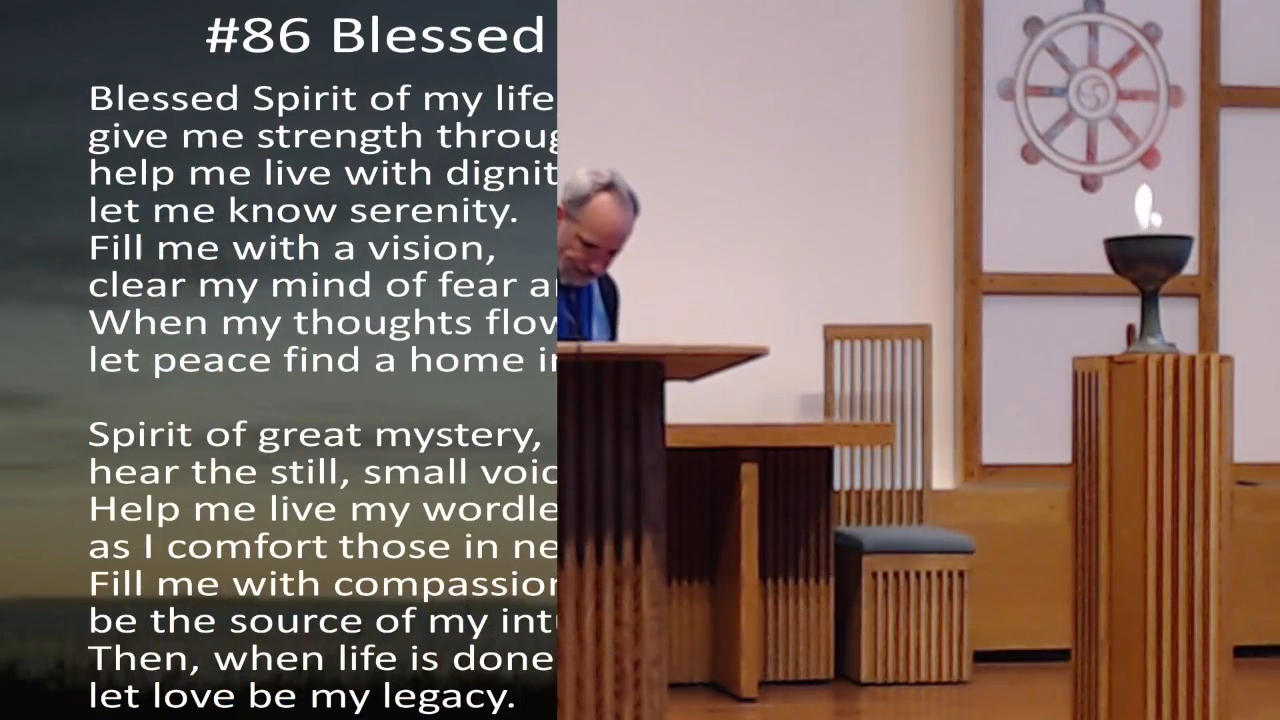 #86 Blessed
Blessed Spirit of my life
give me strength
help me live with
let me know serenity.
Fill me with a vision,
clear my mind of fear
When my thoughts
let peace find a home
Spirit of great mystery,
hear the still, small
Help me live my
as I comfort those in
Fill me with
be the source of my
Then, when life is done
let love be my legacy.